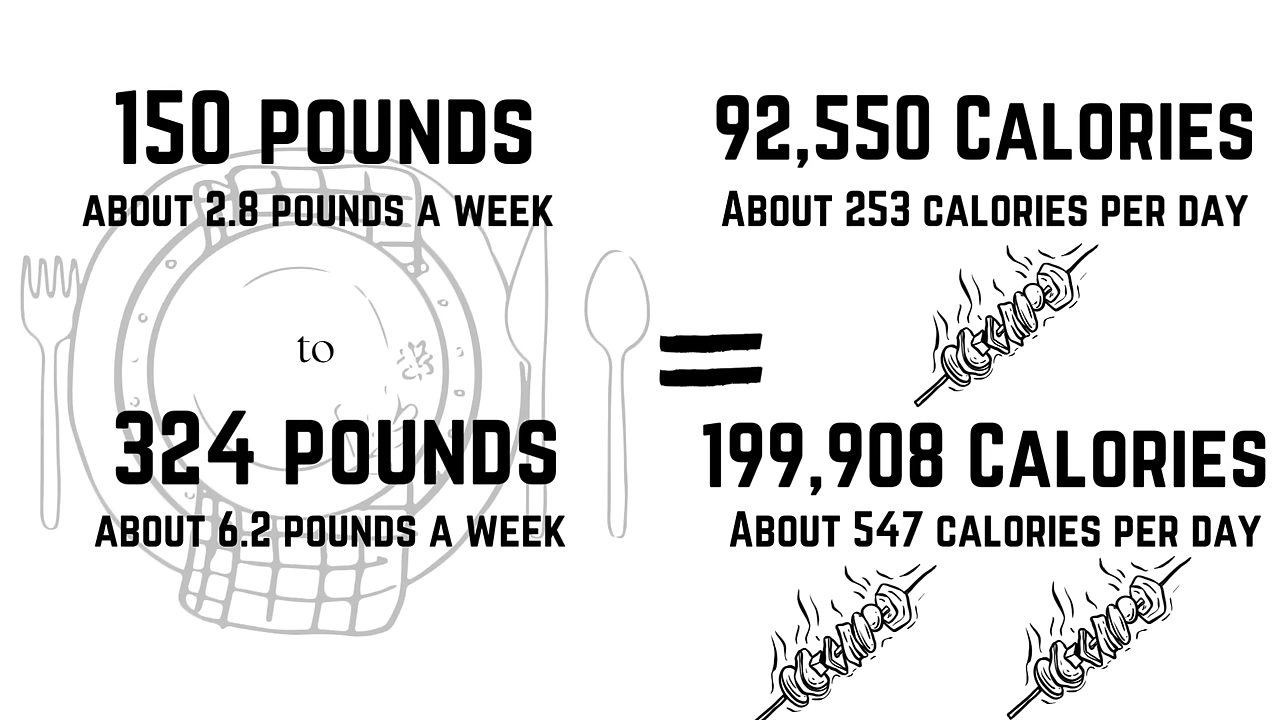 150 POUNDS
ABOUT 2.8 POUNDS A WEEK
to
324 POUNDS
ABOUT 6.2 POUNDS A WEEK
=
92,550 CALORIES
ABOUT 253 CALORIES PER DAY
199,908 CALORIES
ABOUT 547 CALORIES PER DAY